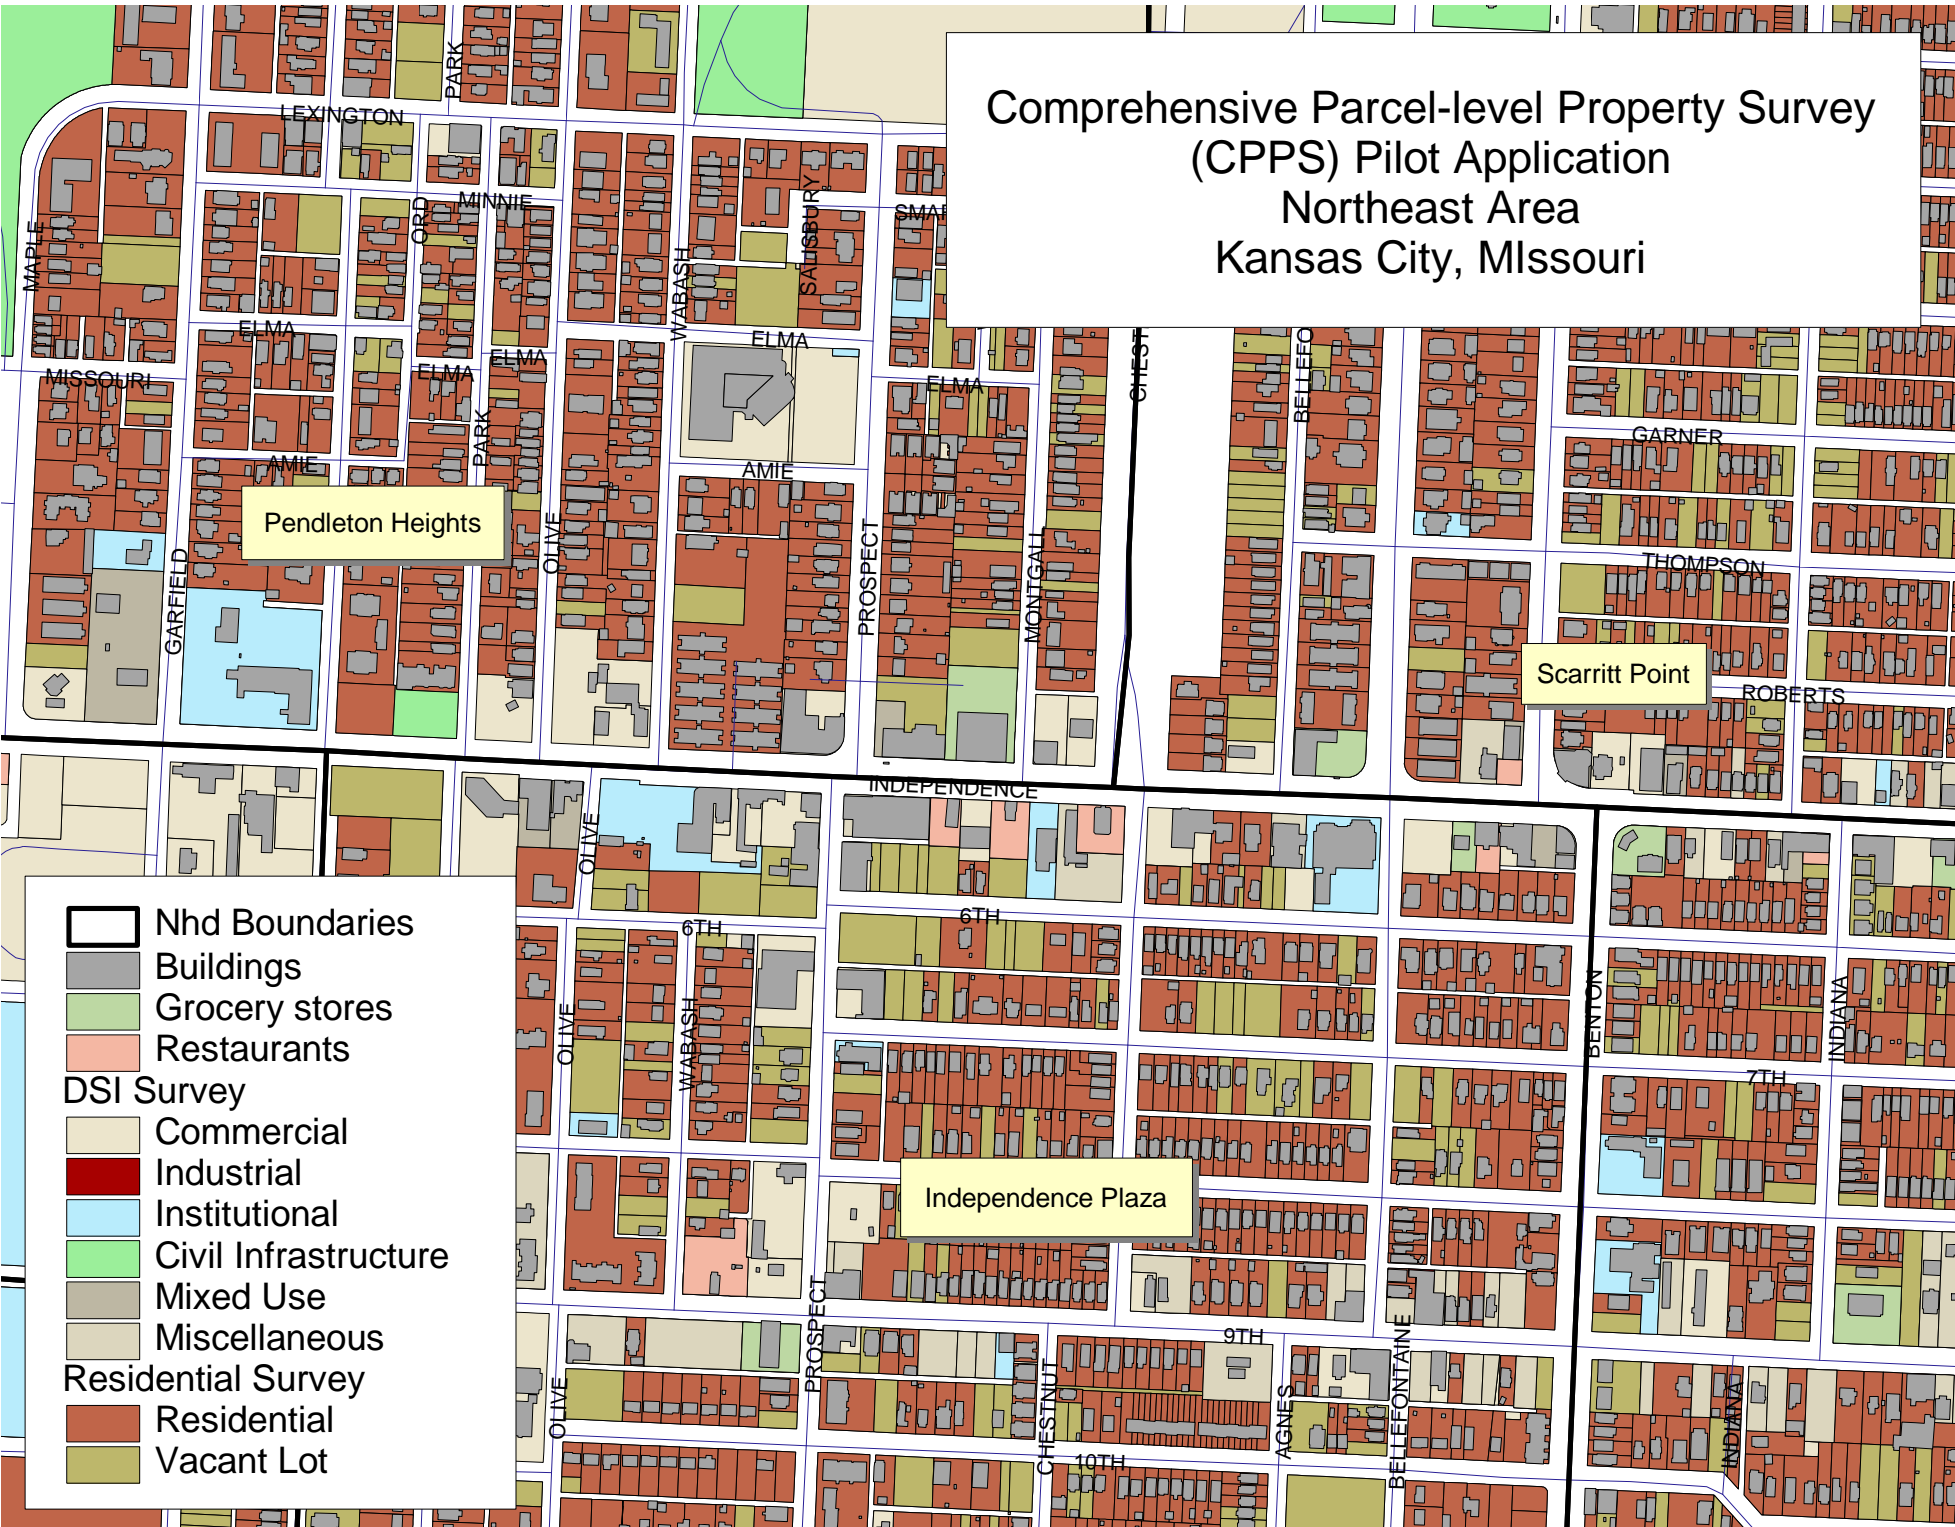 Comprehensive Parcel-level Property Survey
(CPPS) Pilot Application
Northeast Area
Kansas City, MIssouri
PARK
LEXINGTON
MINNIE
ORD
SALISBURY
SMAR
MAPLE
WABASH
ELMA
ELMA
ELMA
ELMA
ELMA
MISSOURI
CHEST
BELLEFO
PARK
GARNER
AMIE
AMIE
Pendleton Heights
OLIVE
PROSPECT
MONTGALL
GARFIELD
THOMPSON
Scarritt Point
ROBERTS
INDEPENDENCE
OLIVE
6TH
6TH
WABASH
OLIVE
BENTON
INDIANA
7TH
Independence Plaza
PROSPECT
9TH
BELLEFONTAINE
OLIVE
CHESTNUT
AGNES
INDIANA
10TH
Nhd Boundaries
Buildings
Grocery stores
Restaurants
DSI Survey
Commercial
Industrial
Institutional
Civil Infrastructure
Mixed Use
Miscellaneous
Residential Survey
Residential
Vacant Lot